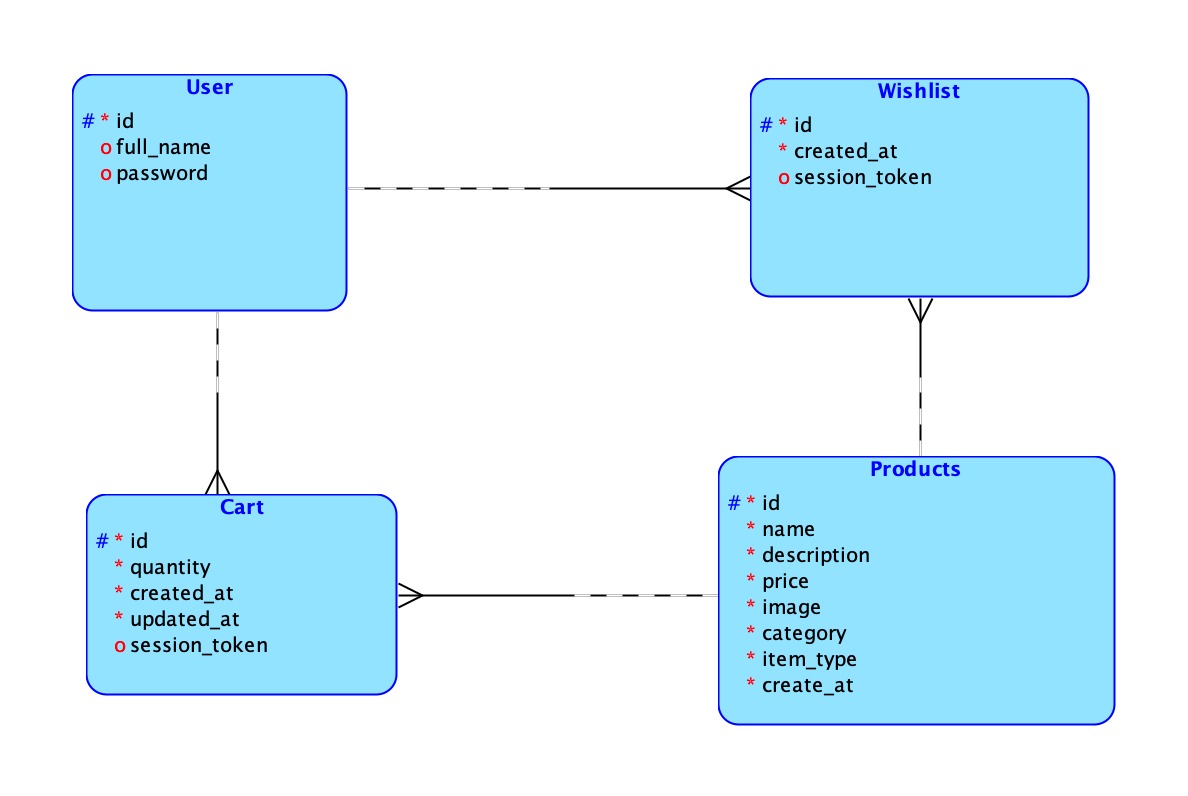 User
# * id
o full_name
o password
Wishlist
# * id
* created_at
o session_token
Cart
# * id
* quantity
* created_at
* updated_at
o session_token
Products
# * id
* name
* description
* price
* image
* category
* item_type
* create_at